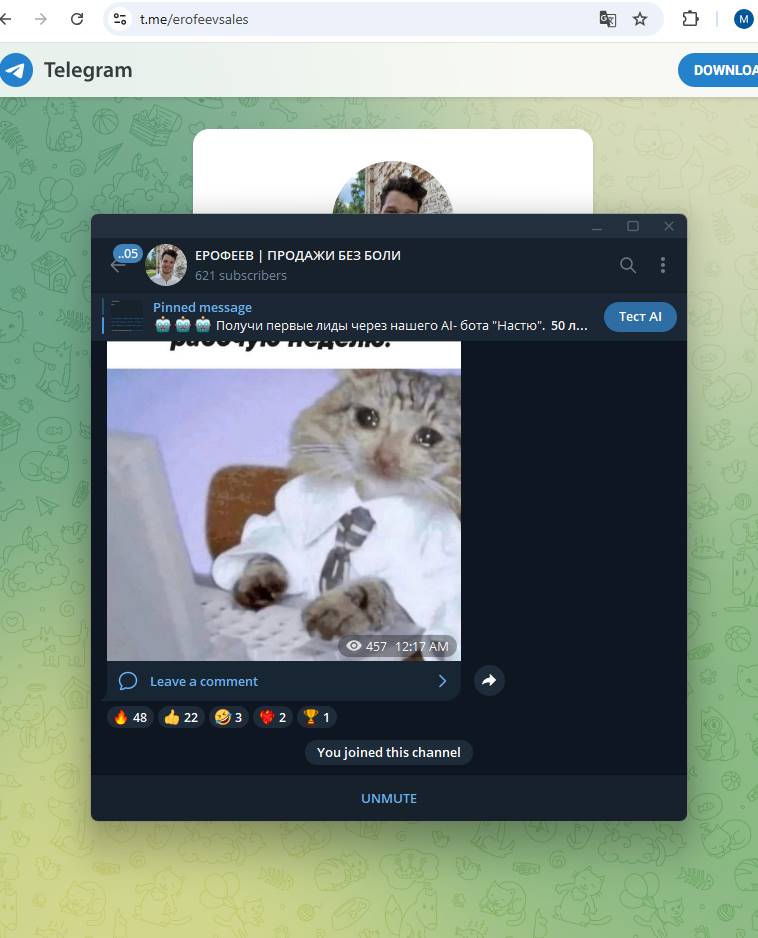 t.me/erofeevsales
M
Telegram
DOWNLOA
..05
ЕРОФЕЕВ | ПРОДАЖИ БЕЗ БОЛИ
621 subscribers
Pinned message
Получи первые лиды через нашего AI- бота "Настю". 50 л...
Тест AI
рабочую неделю.
457 12:17 AM
Leave a comment
48 22 3 2 1
You joined this channel
UNMUTE